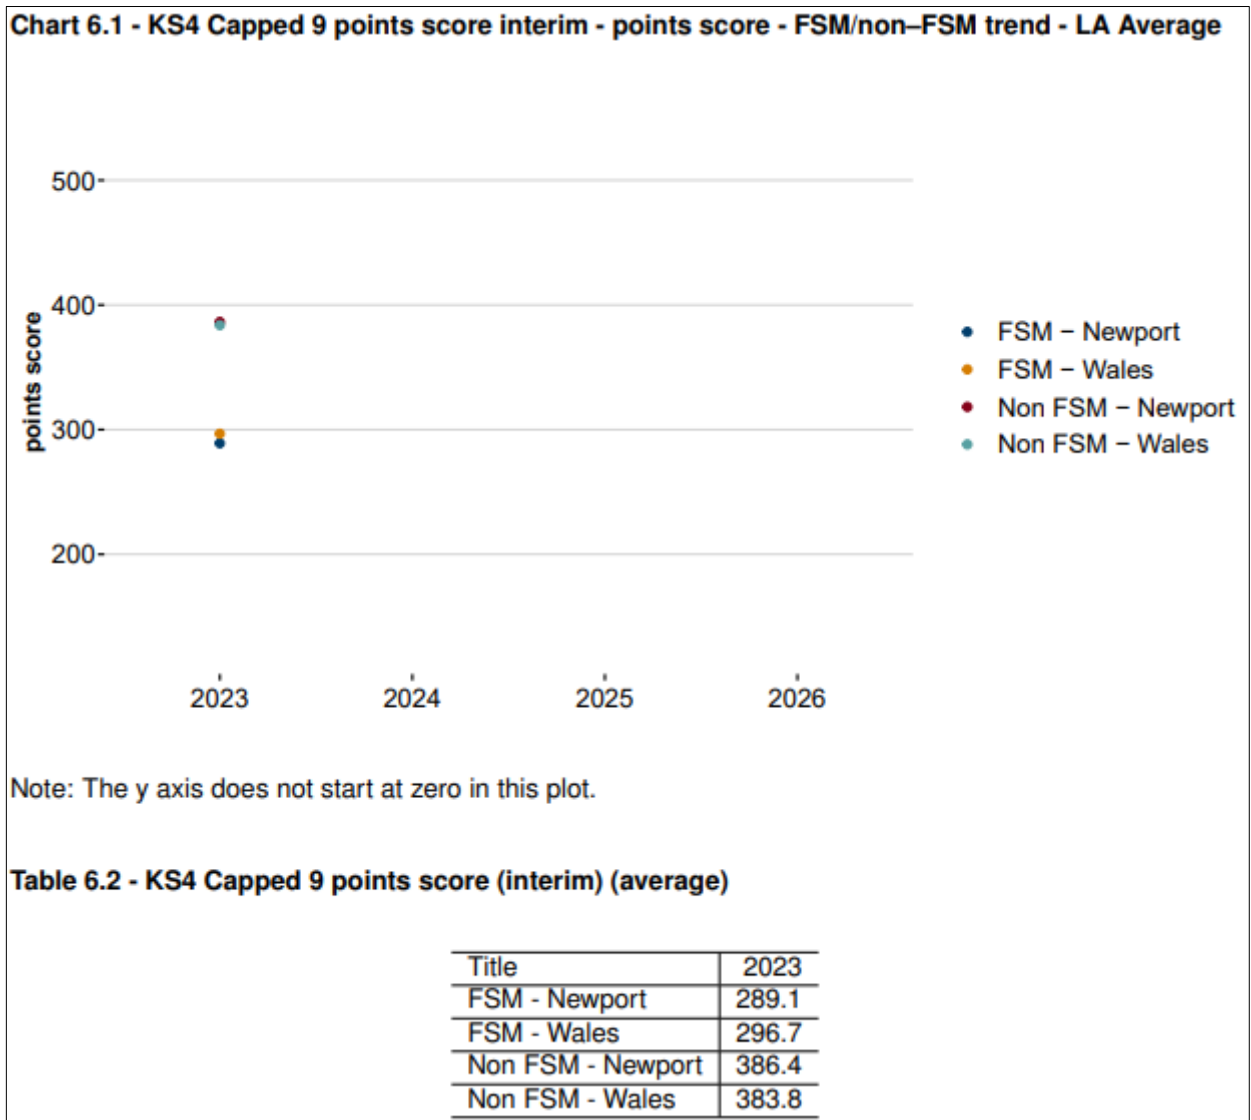 Chart 6.1 - KS4 Capped 9 points score interim - points score - FSM/non–FSM trend - LA Average
500
400
300
200
points score
2023 2024 2025 2026
FSM − Newport
FSM − Wales
Non FSM − Newport
Non FSM − Wales
Note: The y axis does not start at zero in this plot.
Table 6.2 - KS4 Capped 9 points score (interim) (average)
Title 2023
FSM - Newport 289.1
FSM - Wales 296.7
Non FSM - Newport 386.4
Non FSM - Wales 383.8